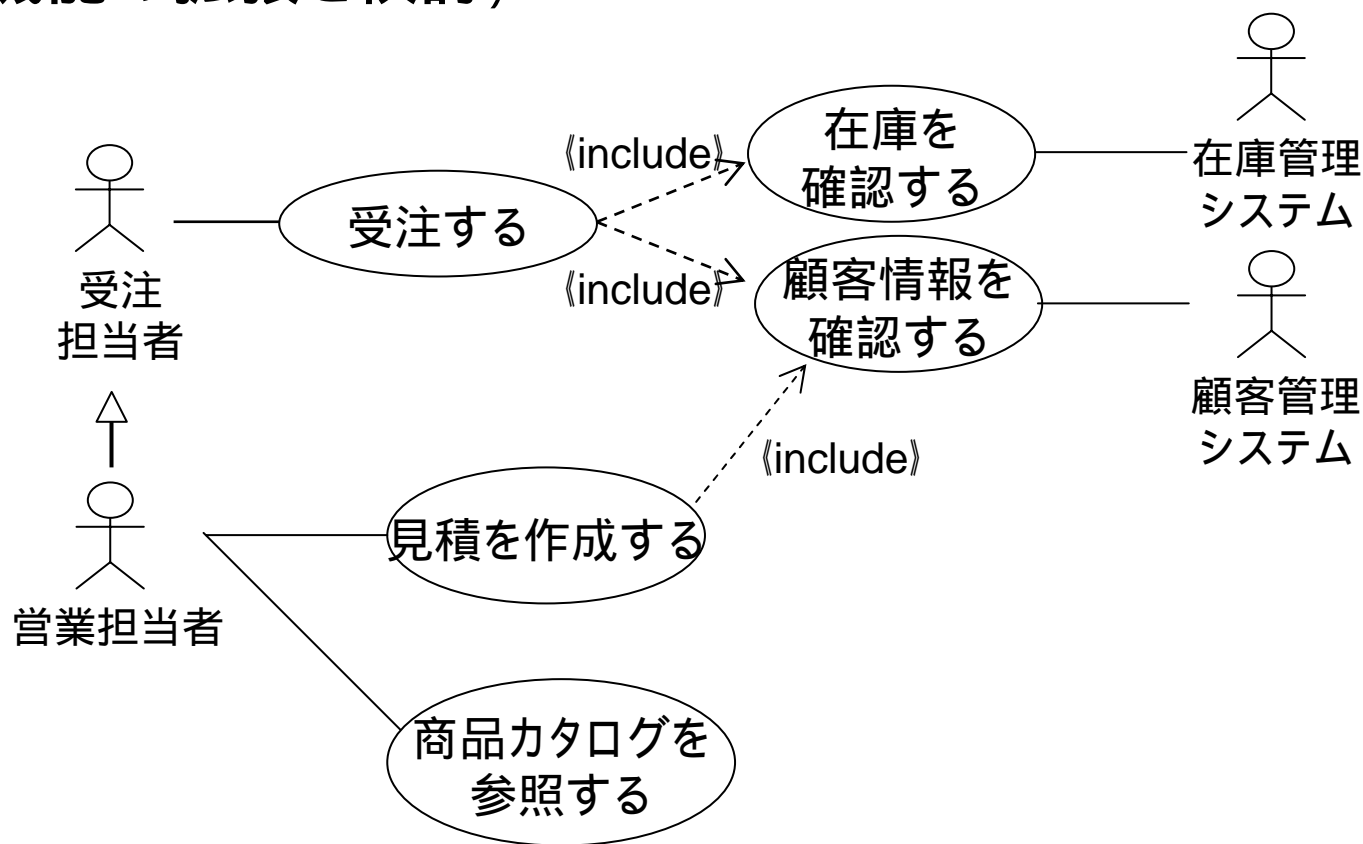 在庫を
確認する
《include》
在庫管理
システム
受注する
受注
担当者
《include》
顧客情報を
確認する
顧客管理
システム
《include》
見積を作成する
営業担当者
商品カタログを
参照する